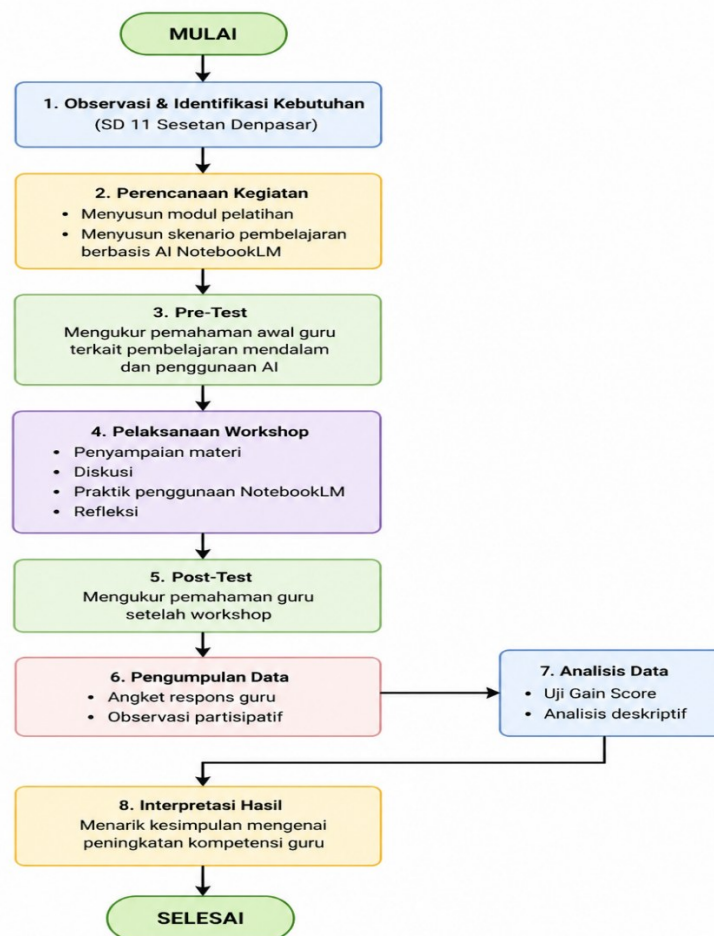 MULAI
1. Observasi & Identifikasi Kebutuhan
(SD 11 Sesetan Denpasar)
2. Perencanaan Kegiatan
• Menyusun modul pelatihan
• Menyusun skenario pembelajaran
berbasis AI NotebookLM
3. Pre-Test
Mengukur pemahaman awal guru
terkait pembelajaran mendalam
dan penggunaan AI
4. Pelaksanaan Workshop
• Penyampaian materi
• Diskusi
• Praktik penggunaan NotebookLM
• Refleksi
5. Post-Test
Mengukur pemahaman guru
setelah workshop
6. Pengumpulan Data
• Angket respons guru
• Observasi partisipatif
7. Analisis Data
• Uji Gain Score
• Analisis deskriptif
8. Interpretasi Hasil
Menarik kesimpulan mengenai
peningkatan kompetensi guru
SELESAI